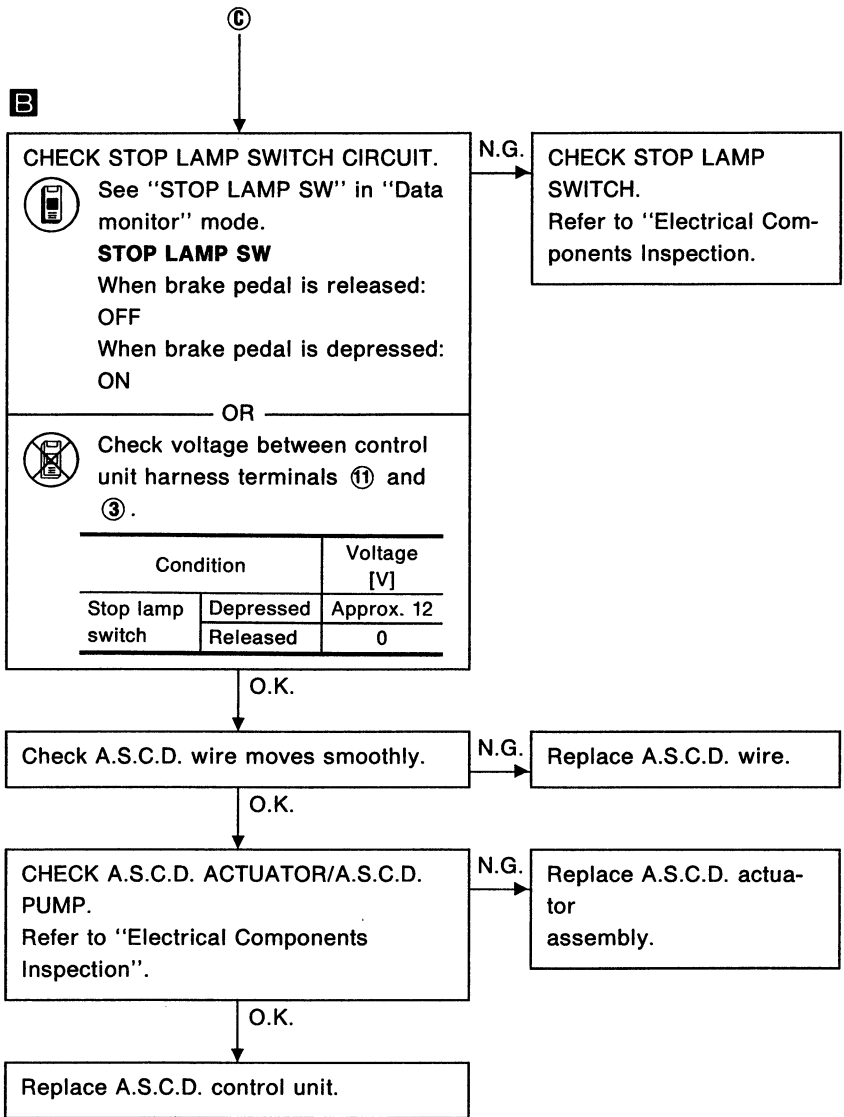 Ⓒ
B
CHECK STOP LAMP SWITCH CIRCUIT.
See ''STOP LAMP SW'' in ''Data
monitor'' mode.
STOP LAMP SW
When brake pedal is released:
OFF
When brake pedal is depressed:
ON
OR
Check voltage between control
unit harness terminals ⑪ and
③.
Condition
Voltage
[V]
Stop lamp
switch
Depressed
Approx. 12
Released
0
N.G.
CHECK STOP LAMP
SWITCH.
Refer to ''Electrical Com-
ponents Inspection.
O.K.
Check A.S.C.D. wire moves smoothly.
N.G.
Replace A.S.C.D. wire.
O.K.
CHECK A.S.C.D. ACTUATOR/A.S.C.D.
PUMP.
Refer to ''Electrical Components
Inspection''.
N.G.
Replace A.S.C.D. actua-
tor
assembly.
O.K.
Replace A.S.C.D. control unit.